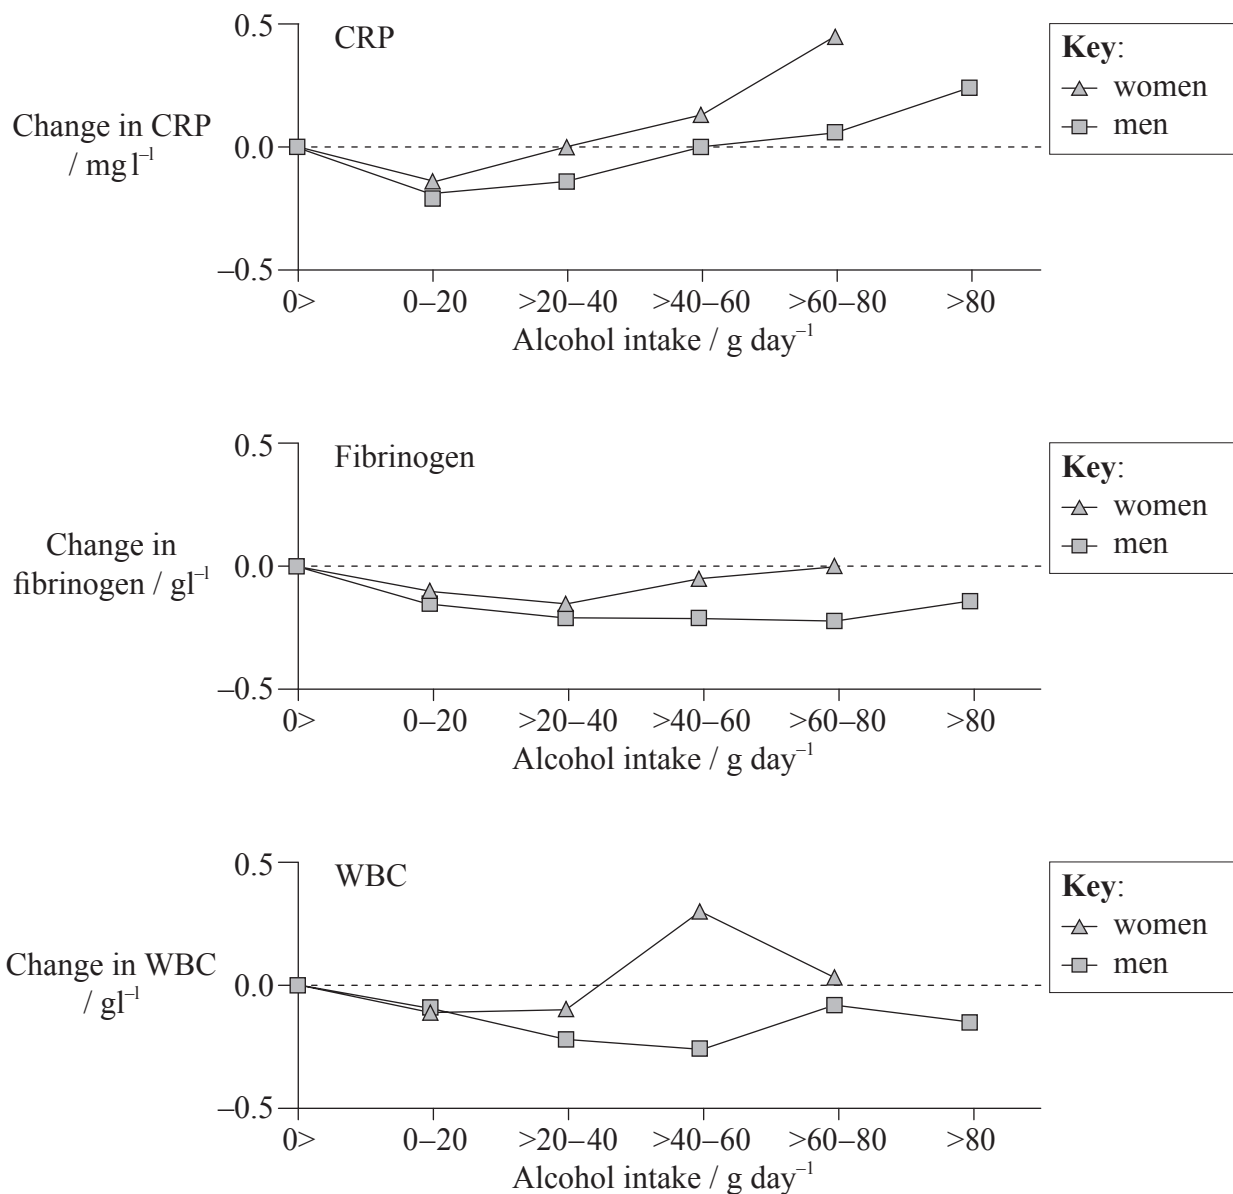 0.5
CRP
Key:
women
men
Change in CRP
/ mg l⁻¹
0.0
–0.5
0> 0–20 >20–40 >40–60 >60–80 >80
Alcohol intake / g day⁻¹
0.5
Fibrinogen
Key:
women
men
Change in
fibrinogen / gl⁻¹
0.0
–0.5
0> 0–20 >20–40 >40–60 >60–80 >80
Alcohol intake / g day⁻¹
0.5
WBC
Key:
women
men
Change in WBC
/ gl⁻¹
0.0
–0.5
0> 0–20 >20–40 >40–60 >60–80 >80
Alcohol intake / g day⁻¹